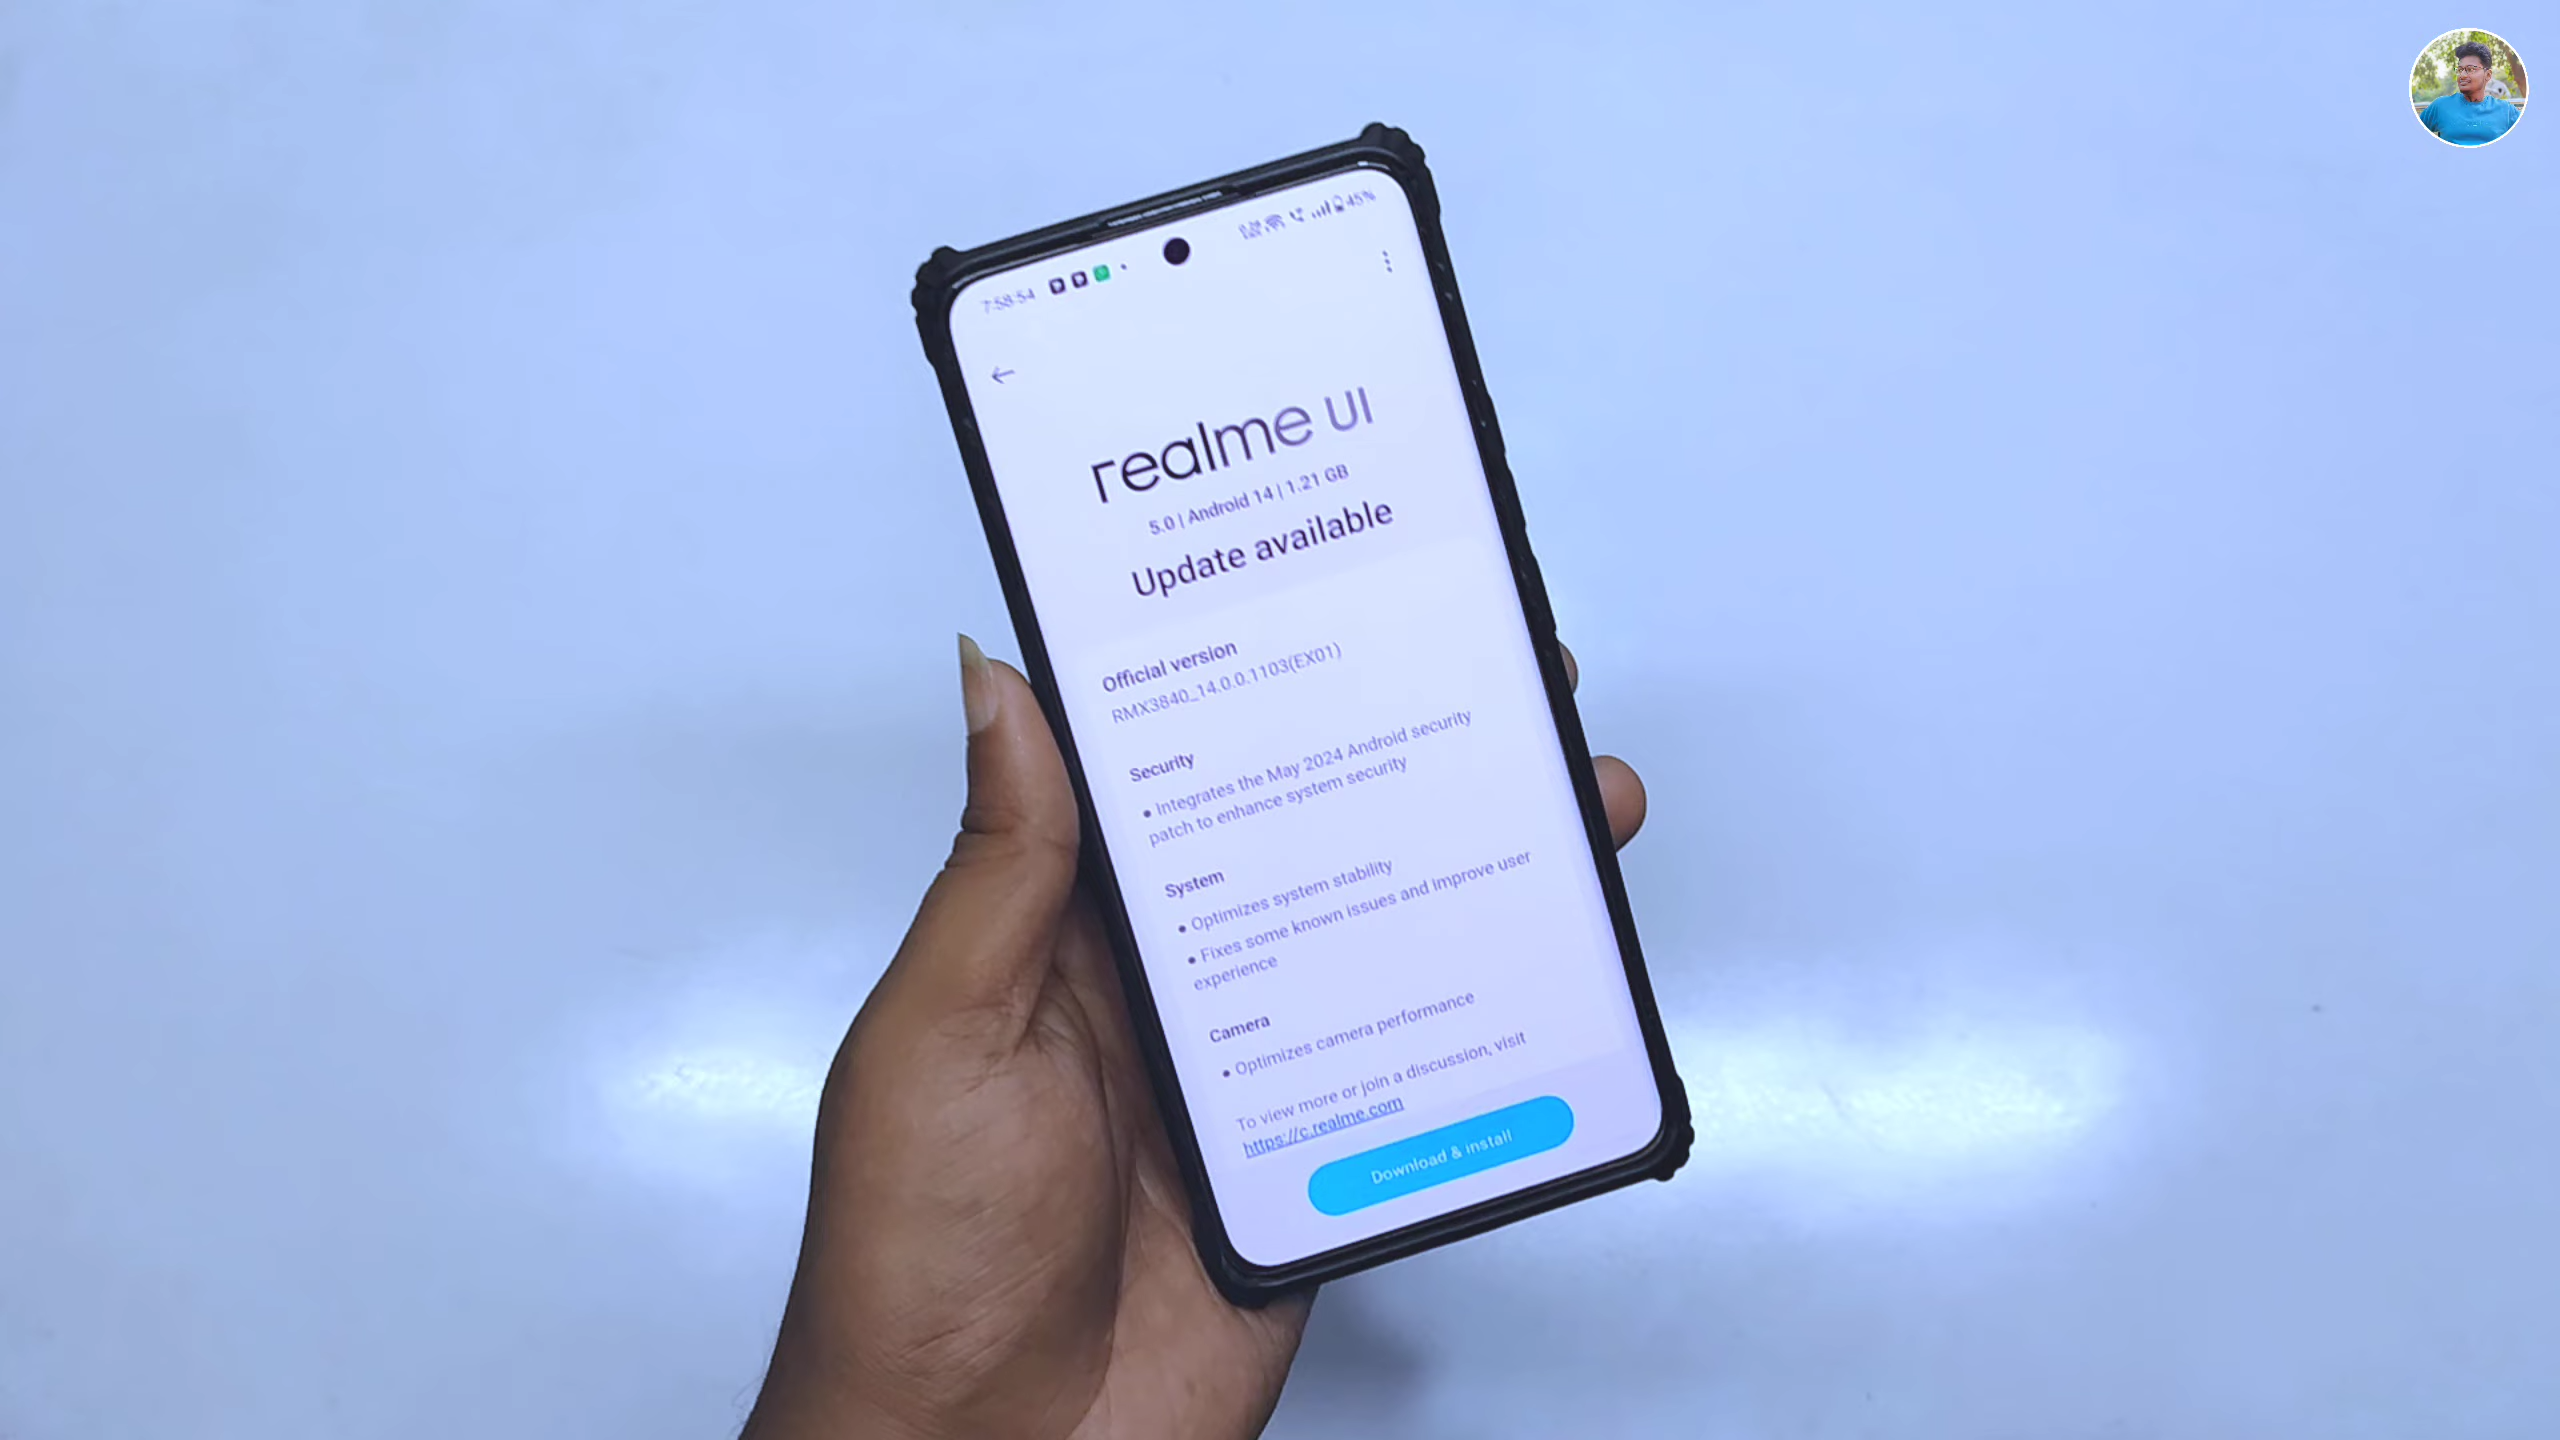 7:58:54
45%
realme UI
5.0 | Android 14 | 1.21 GB
Update available
Official version
RMX3840_14.0.0.1103(EX01)
Security
• Integrates the May 2024 Android security
patch to enhance system security
System
• Optimizes system stability
• Fixes some known issues and improve user
experience
Camera
• Optimizes camera performance
To view more or join a discussion, visit
https://c.realme.com
Download & install